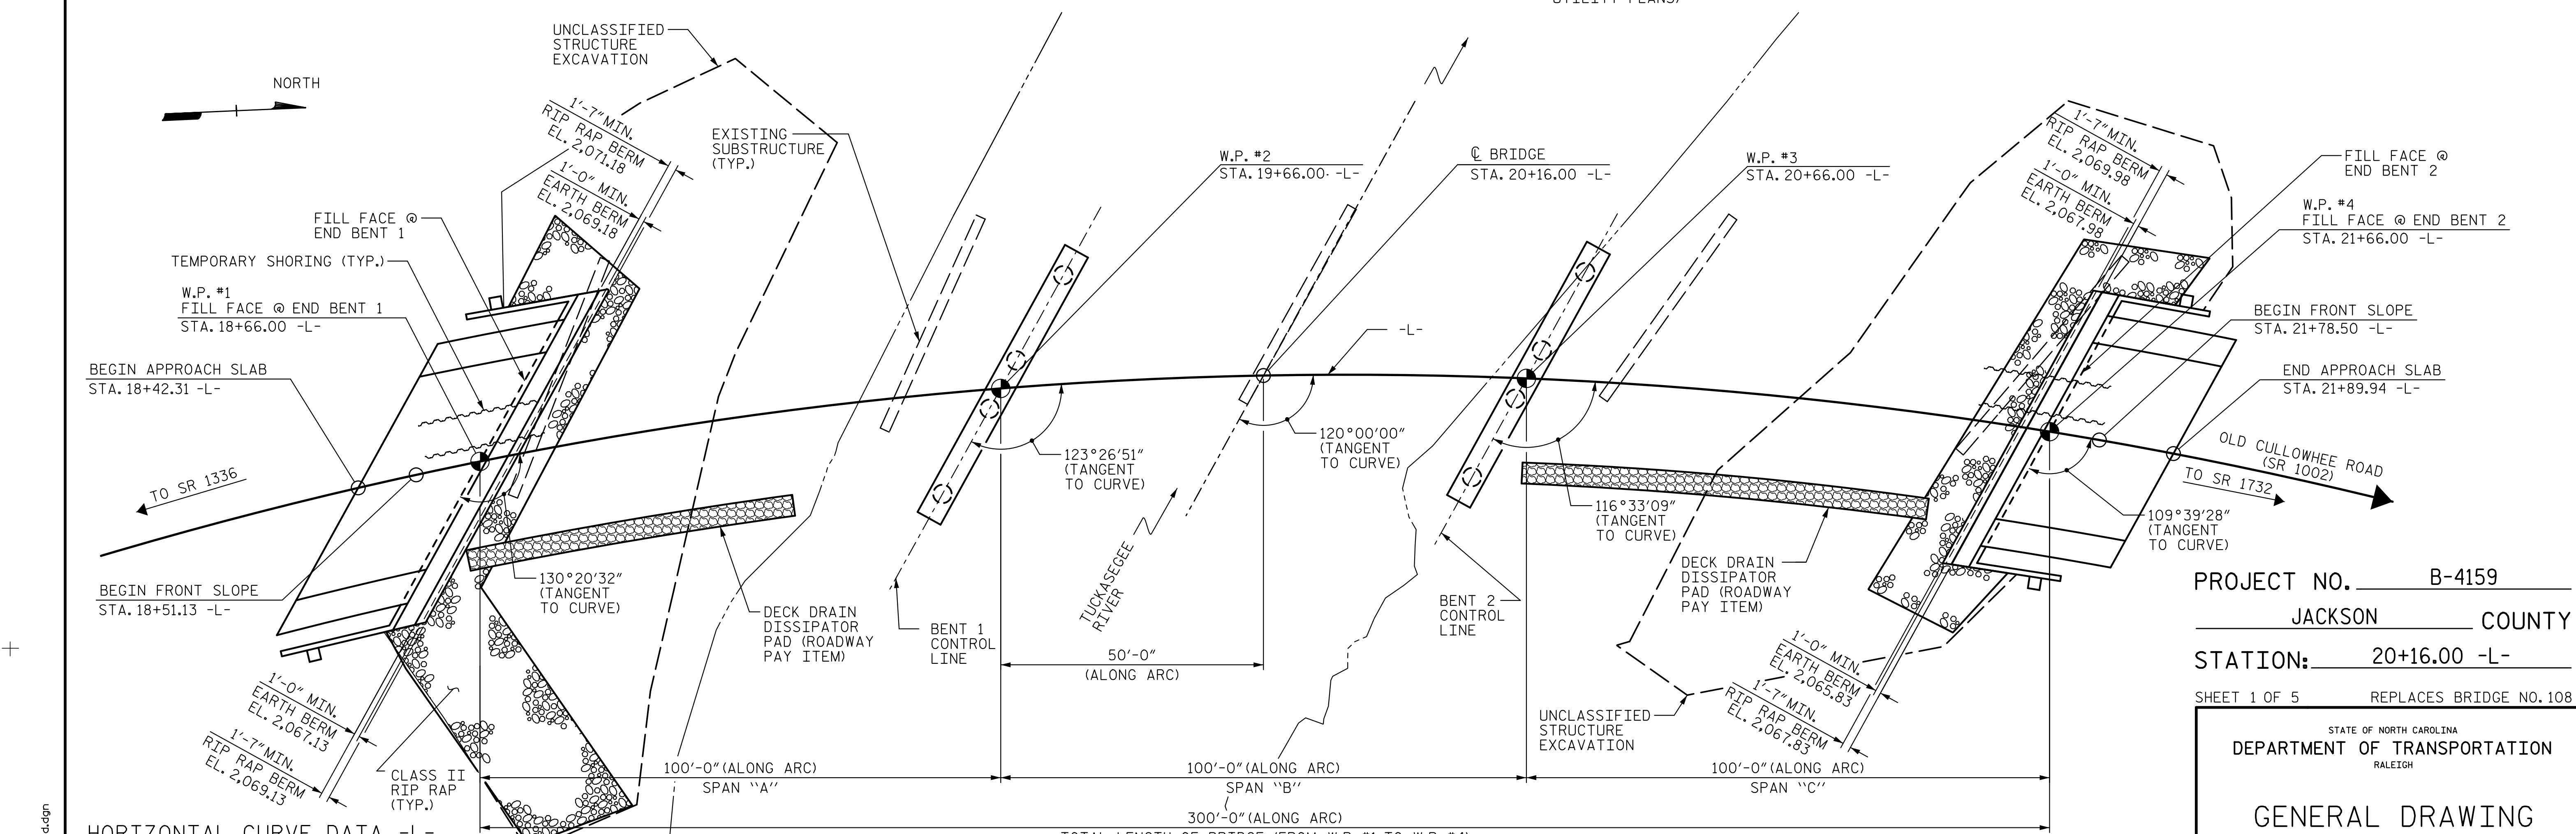 UTILITY PLANS)
UNCLASSIFIED
STRUCTURE
EXCAVATION
NORTH
1'-7" MIN.
RIP RAP BERM
EL. 2,071.18
1'-0" MIN.
EARTH BERM
EL. 2,069.18
EXISTING
SUBSTRUCTURE
(TYP.)
W.P. #2
STA. 19+66.00 -L-
℄ BRIDGE
STA. 20+16.00 -L-
W.P. #3
STA. 20+66.00 -L-
1'-7" MIN.
RIP RAP BERM
EL. 2,069.98
1'-0" MIN.
EARTH BERM
EL. 2,067.98
FILL FACE @
END BENT 2
W.P. #4
FILL FACE @ END BENT 2
STA. 21+66.00 -L-
FILL FACE @
END BENT 1
TEMPORARY SHORING (TYP.)
W.P. #1
FILL FACE @ END BENT 1
STA. 18+66.00 -L-
BEGIN APPROACH SLAB
STA. 18+42.31 -L-
-L-
BEGIN FRONT SLOPE
STA. 21+78.50 -L-
END APPROACH SLAB
STA. 21+89.94 -L-
TO SR 1336
BEGIN FRONT SLOPE
STA. 18+51.13 -L-
130°20'32"
(TANGENT
TO CURVE)
123°26'51"
(TANGENT
TO CURVE)
120°00'00"
(TANGENT
TO CURVE)
116°33'09"
(TANGENT
TO CURVE)
109°39'28"
(TANGENT
TO CURVE)
OLD CULLOWHEE ROAD
(SR 1002)
TO SR 1732
DECK DRAIN
DISSIPATOR
PAD (ROADWAY
PAY ITEM)
BENT 1
CONTROL
LINE
TUCKASEGEE
RIVER
50'-0"
(ALONG ARC)
BENT 2
CONTROL
LINE
DECK DRAIN
DISSIPATOR
PAD (ROADWAY
PAY ITEM)
UNCLASSIFIED
STRUCTURE
EXCAVATION
1'-0" MIN.
EARTH BERM
EL. 2,065.83
1'-7" MIN.
RIP RAP BERM
EL. 2,067.83
1'-0" MIN.
EARTH BERM
EL. 2,067.13
1'-7" MIN.
RIP RAP BERM
EL. 2,069.13
CLASS II
RIP RAP
(TYP.)
100'-0" (ALONG ARC)
SPAN "A"
100'-0" (ALONG ARC)
SPAN "B"
100'-0" (ALONG ARC)
SPAN "C"
300'-0" (ALONG ARC)
TOTAL LENGTH OF BRIDGE (FROM W.P. #1 TO W.P. #4)
HORIZONTAL CURVE DATA -L-
d.dgn
PROJECT NO. B-4159
JACKSON COUNTY
STATION: 20+16.00 -L-
SHEET 1 OF 5 REPLACES BRIDGE NO. 108
STATE OF NORTH CAROLINA
DEPARTMENT OF TRANSPORTATION
RALEIGH
GENERAL DRAWING